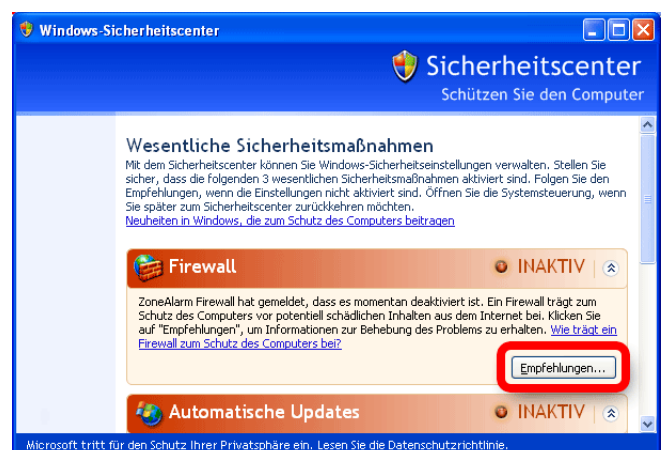 Windows-Sicherheitscenter
Sicherheitscenter
Schützen Sie den Computer
Wesentliche Sicherheitsmaßnahmen
Mit dem Sicherheitscenter können Sie Windows-Sicherheitseinstellungen verwalten. Stellen Sie
sicher, dass die folgenden 3 wesentlichen Sicherheitsmaßnahmen aktiviert sind. Folgen Sie den
Empfehlungen, wenn die Einstellungen nicht aktiviert sind. Öffnen Sie die Systemsteuerung, wenn
Sie später zum Sicherheitscenter zurückkehren möchten.
Neuheiten in Windows, die zum Schutz des Computers beitragen
Firewall INAKTIV
ZoneAlarm Firewall hat gemeldet, dass es momentan deaktiviert ist. Ein Firewall trägt zum
Schutz des Computers vor potentiell schädlichen Inhalten aus dem Internet bei. Klicken Sie
auf "Empfehlungen", um Informationen zur Behebung des Problems zu erhalten. Wie trägt ein
Firewall zum Schutz des Computers bei?
Empfehlungen...
Automatische Updates INAKTIV
Microsoft tritt für den Schutz Ihrer Privatsphäre ein. Lesen Sie die Datenschutzrichtlinie.